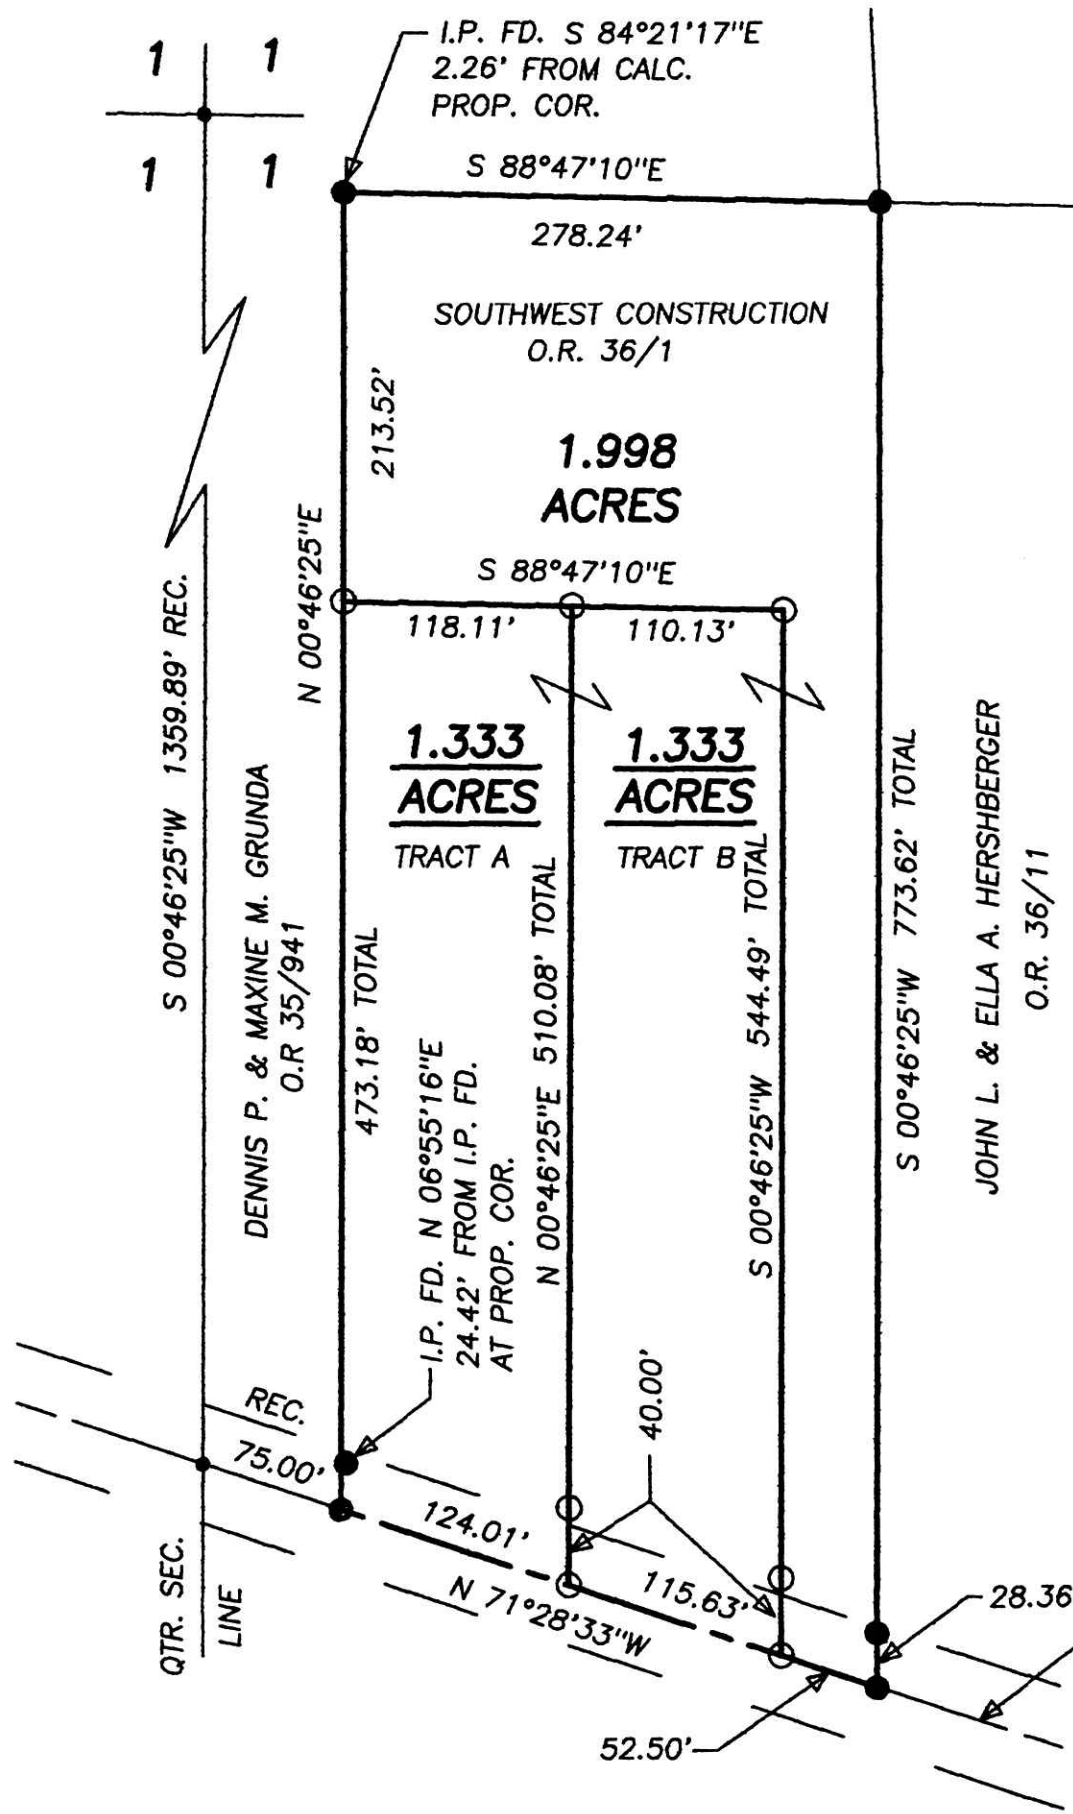 1 1
1 1
I.P. FD. S 84°21'17"E
2.26' FROM CALC.
PROP. COR.
S 88°47'10"E
278.24'
SOUTHWEST CONSTRUCTION
O.R. 36/1
213.52'
1.998
ACRES
N 00°46'25"E
S 88°47'10"E
118.11'
110.13'
S 00°46'25"W 1359.89' REC.
DENNIS P. & MAXINE M. GRUNDA
O.R 35/941
473.18' TOTAL
1.333
ACRES
TRACT A
1.333
ACRES
TRACT B
I.P. FD. N 06°55'16"E
24.42' FROM I.P. FD.
AT PROP. COR.
N 00°46'25"E 510.08' TOTAL
S 00°46'25"W 544.49' TOTAL
S 00°46'25"W 773.62' TOTAL
JOHN L. & ELLA A. HERSHBERGER
O.R. 36/11
40.00'
REC.
75.00'
124.01'
115.63'
N 71°28'33"W
28.36
52.50'
QTR. SEC.
LINE